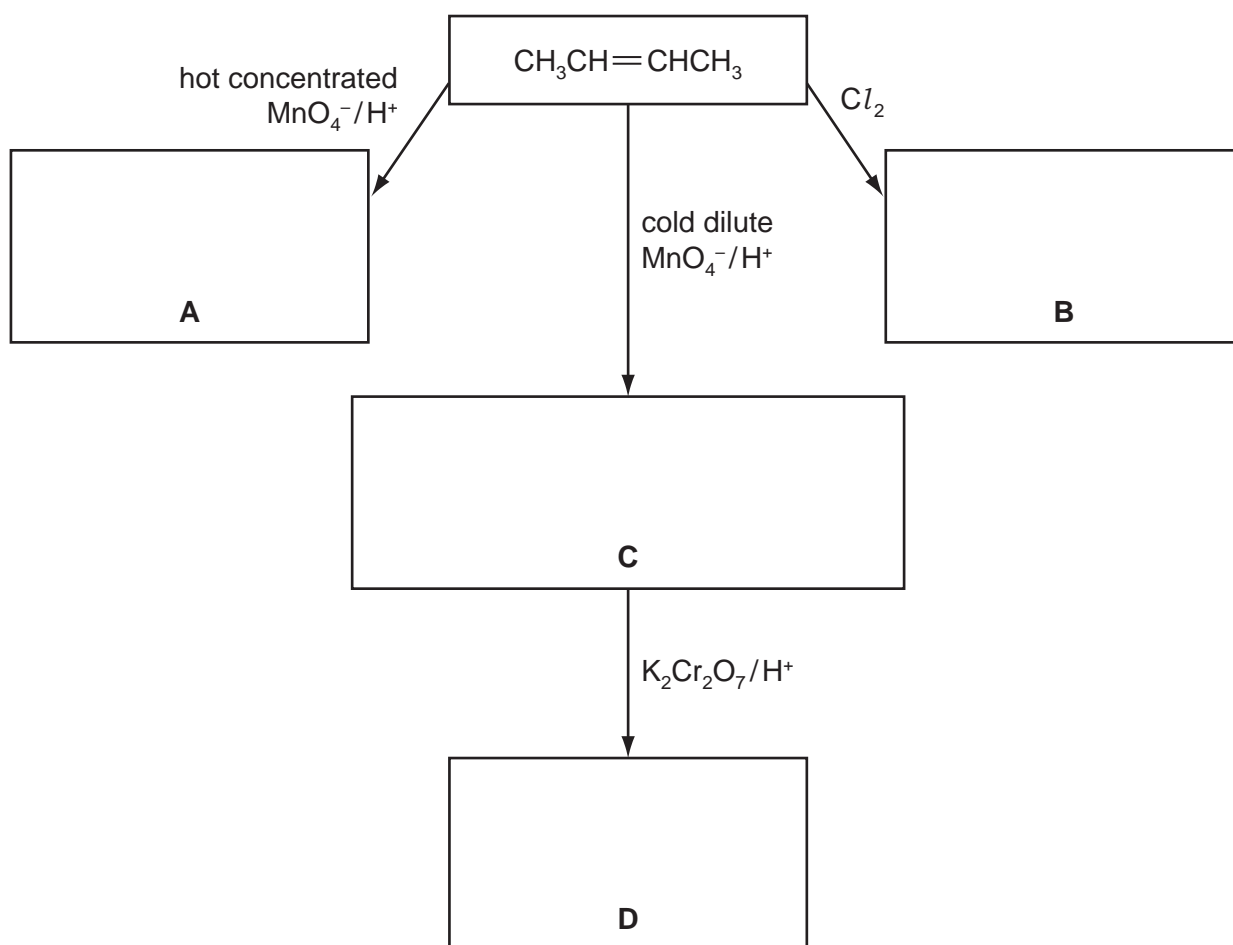 CH₃CH=CHCH₃
hot concentrated
MnO₄⁻/H⁺
Cl₂
cold dilute
MnO₄⁻/H⁺
A
B
C
K₂Cr₂O₇/H⁺
D